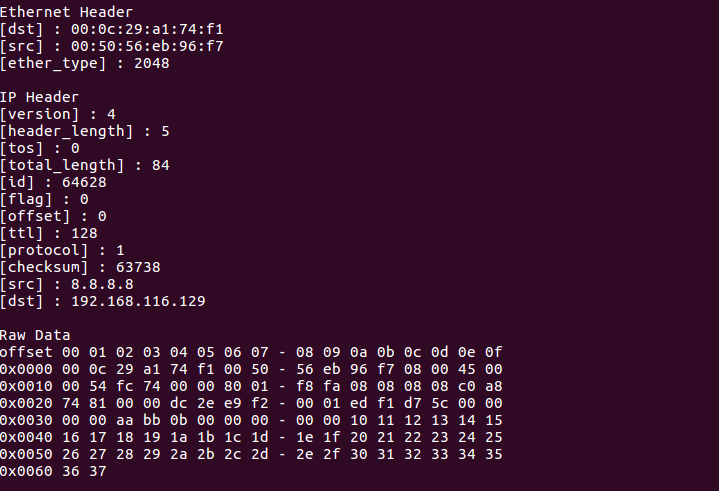 Ethernet Header
[dst] : 00:0c:29:a1:74:f1
[src] : 00:50:56:eb:96:f7
[ether_type] : 2048
IP Header
[version] : 4
[header_length] : 5
[tos] : 0
[total_length] : 84
[id] : 64628
[flag] : 0
[offset] : 0
[ttl] : 128
[protocol] : 1
[checksum] : 63738
[src] : 8.8.8.8
[dst] : 192.168.116.129
Raw Data
offset 00 01 02 03 04 05 06 07 - 08 09 0a 0b 0c 0d 0e 0f
0x0000 00 0c 29 a1 74 f1 00 50 - 56 eb 96 f7 08 00 45 00
0x0010 00 54 fc 74 00 00 80 01 - f8 fa 08 08 08 08 c0 a8
0x0020 74 81 00 00 dc 2e e9 f2 - 00 01 ed f1 d7 5c 00 00
0x0030 00 00 aa bb 0b 00 00 00 - 00 00 10 11 12 13 14 15
0x0040 16 17 18 19 1a 1b 1c 1d - 1e 1f 20 21 22 23 24 25
0x0050 26 27 28 29 2a 2b 2c 2d - 2e 2f 30 31 32 33 34 35
0x0060 36 37